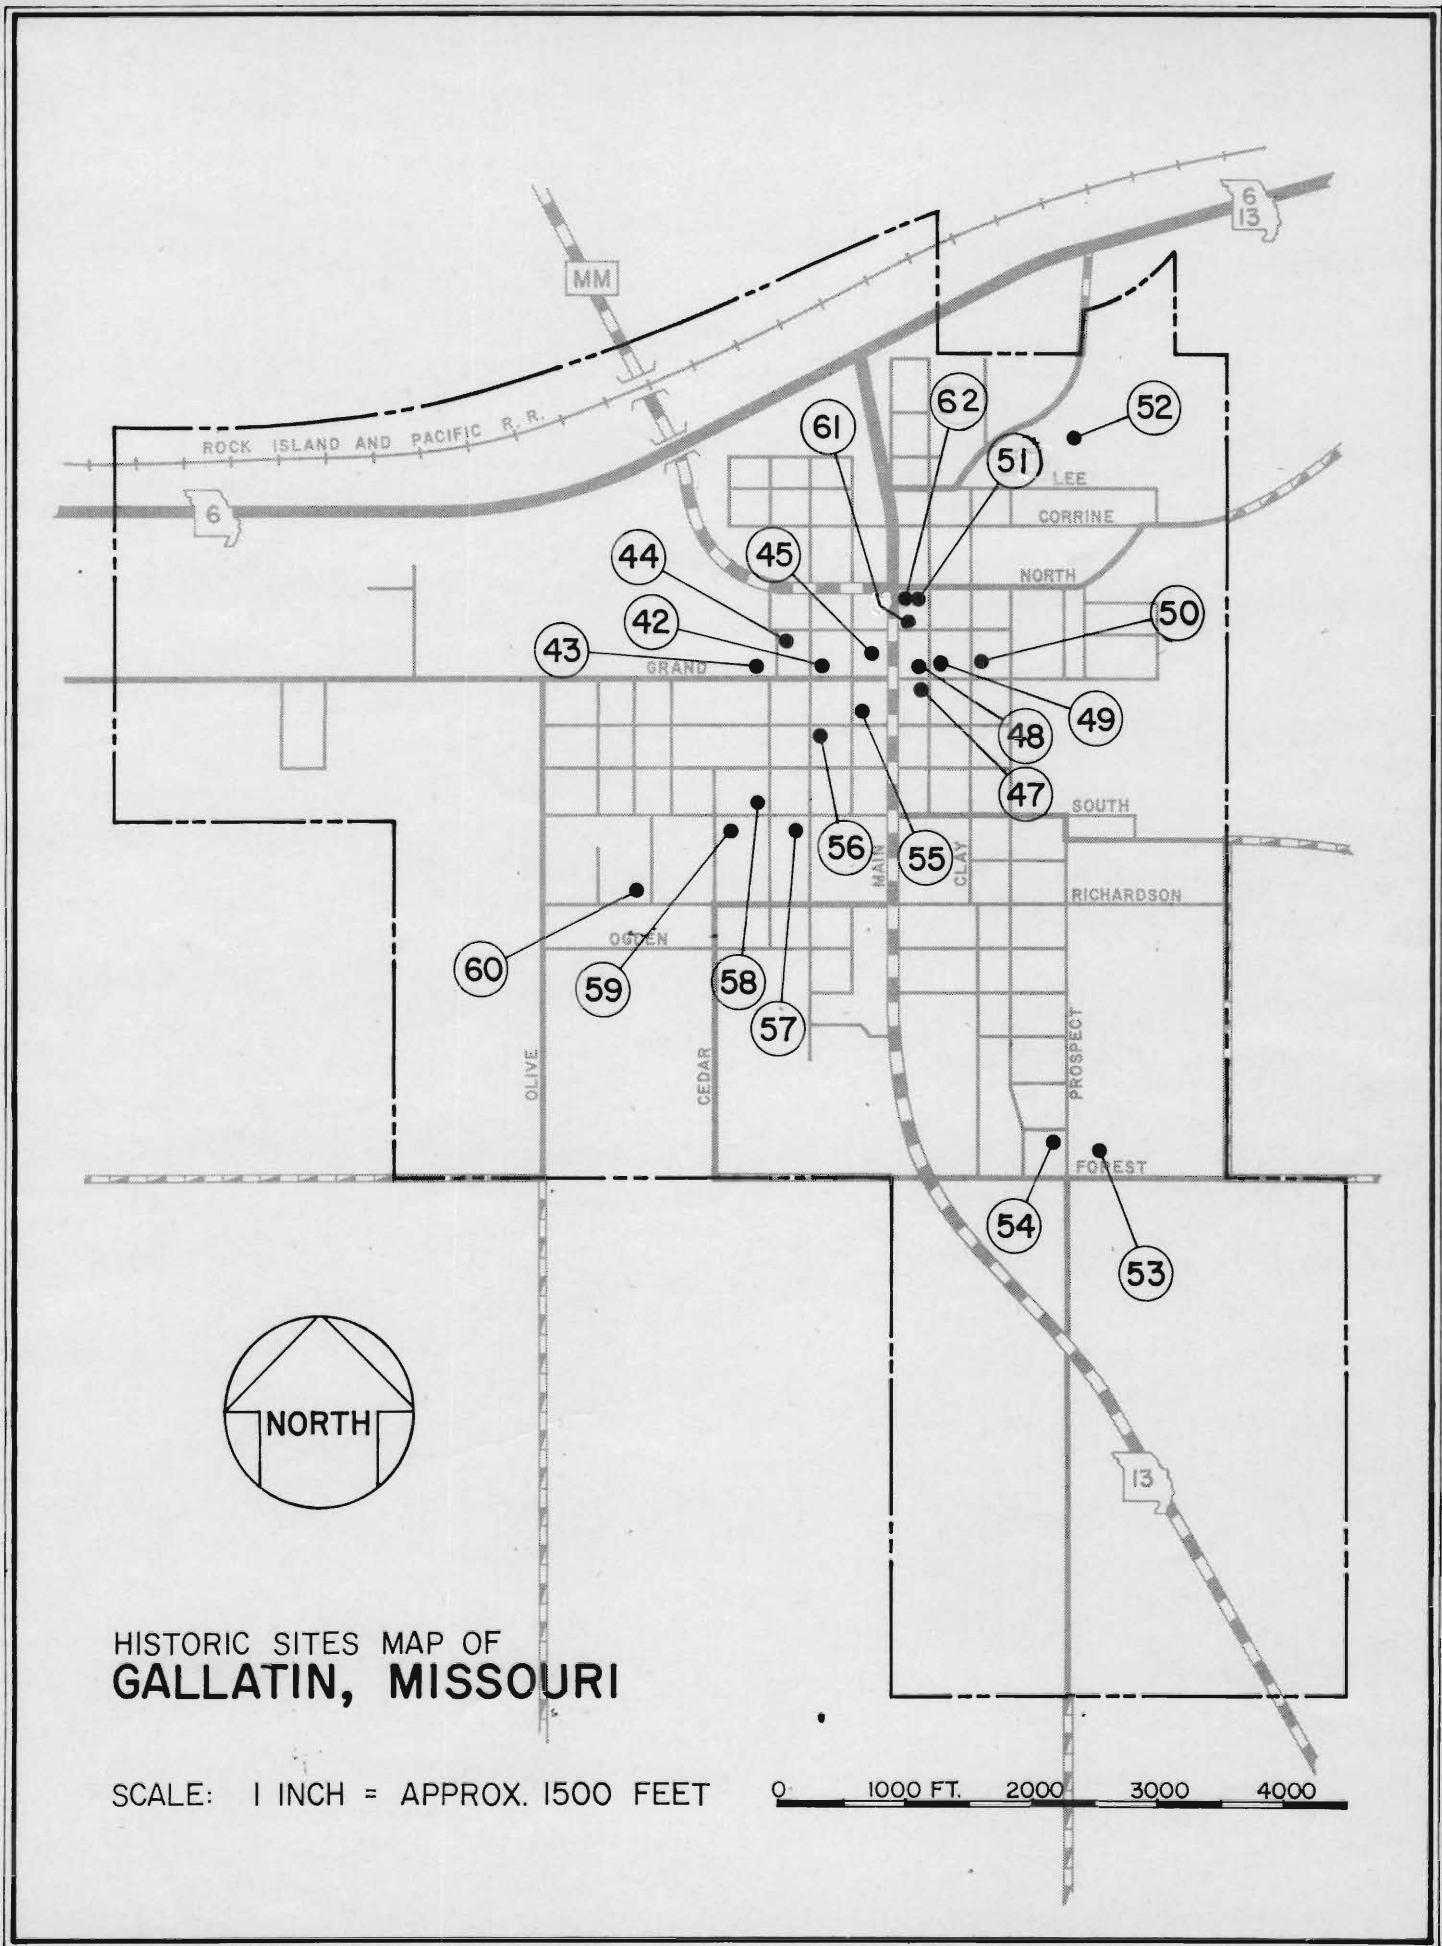 6
13
MM
ROCK ISLAND AND PACIFIC R. R.
6
62
52
61
51
LEE
CORRINE
44
45
NORTH
42
50
43
GRAND
49
48
47
SOUTH
56
55
MAIN
CLAY
RICHARDSON
OGDEN
60
59
58
57
OLIVE
CEDAR
PROSPECT
FOREST
54
53
NORTH
13
HISTORIC SITES MAP OF
GALLATIN, MISSOURI
SCALE: 1 INCH = APPROX. 1500 FEET
0 1000 FT. 2000 3000 4000